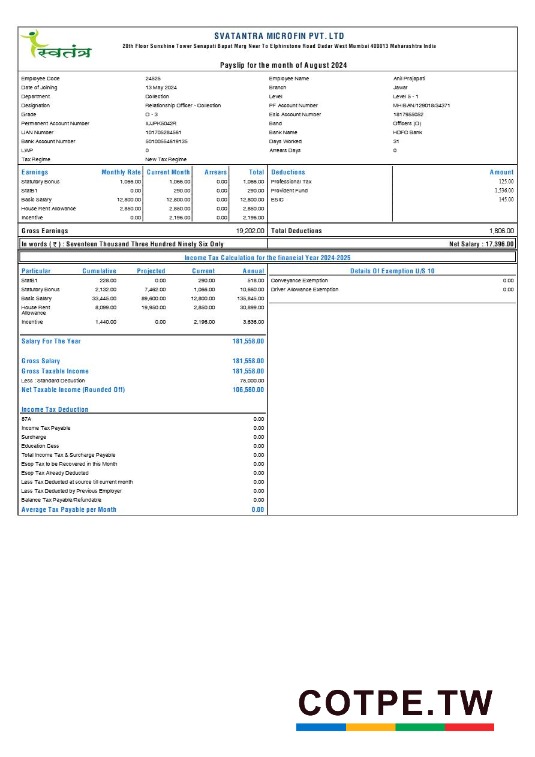 स्वतंत्र
SVATANTRA MICROFIN PVT. LTD
20th Floor Sunshine Tower Senapati Bapat Marg Near To Elphinstone Road Dadar West Mumbai 400013 Maharashtra India
Payslip for the month of August 2024
Employee Code 24825 Employee Name Anil Prajapati
Date of Joining 13 May 2024 Branch Jawar
Department Collection Level Level 5 - 1
Designation Relationship Officer - Collection PF Account Number
Grade O - 3 Esic Account Number
Permanent Account Number Band Officers (O)
UAN Number Bank Name HDFC Bank
Bank Account Number Days Worked 31
LWP 0 Arrears Days 0
Tax Regime New Tax Regime
Earnings Monthly Rate Current Month Arrears Total Deductions Amount
Statutory Bonus 1,066.00 1,066.00 0.00 1,066.00 Professional Tax 125.00
StatB1 0.00 290.00 0.00 290.00 Provident Fund 1,536.00
Basic Salary 12,800.00 12,800.00 0.00 12,800.00 ESIC 145.00
House Rent Allowance 2,850.00 2,850.00 0.00 2,850.00
Incentive 0.00 2,196.00 0.00 2,196.00
Gross Earnings 19,202.00 Total Deductions 1,806.00
In words ( ₹ ) : Seventeen Thousand Three Hundred Ninety Six Only Net Salary : 17,396.00
Income Tax Calculation for the financial Year 2024-2025
Particular Cumulative Projected Current Annual Details Of Exemption U/S 10
StatB1 228.00 0.00 290.00 518.00 Conveyance Exemption 0.00
Statutory Bonus 2,132.00 7,462.00 1,066.00 10,660.00 Driver Allowance Exemption 0.00
Basic Salary 33,445.00 89,600.00 12,800.00 135,845.00
House Rent Allowance 8,099.00 19,950.00 2,850.00 30,899.00
Incentive 1,440.00 0.00 2,196.00 3,636.00
Salary For The Year 181,558.00
Gross Salary 181,558.00
Gross Taxable Income 181,558.00
Less : Standard Deduction 75,000.00
Net Taxable Income (Rounded Off) 106,560.00
Income Tax Deduction
87A 0.00
Income Tax Payable 0.00
Surcharge 0.00
Education Cess 0.00
Total Income Tax & Surcharge Payable 0.00
Esop Tax to be Recovered in this Month 0.00
Esop Tax Already Deducted 0.00
Less Tax Deducted at source till current month 0.00
Less Tax Deducted by Previous Employer 0.00
Balance Tax Payable/Refundable 0.00
Average Tax Payable per Month 0.00
COTPE.TW